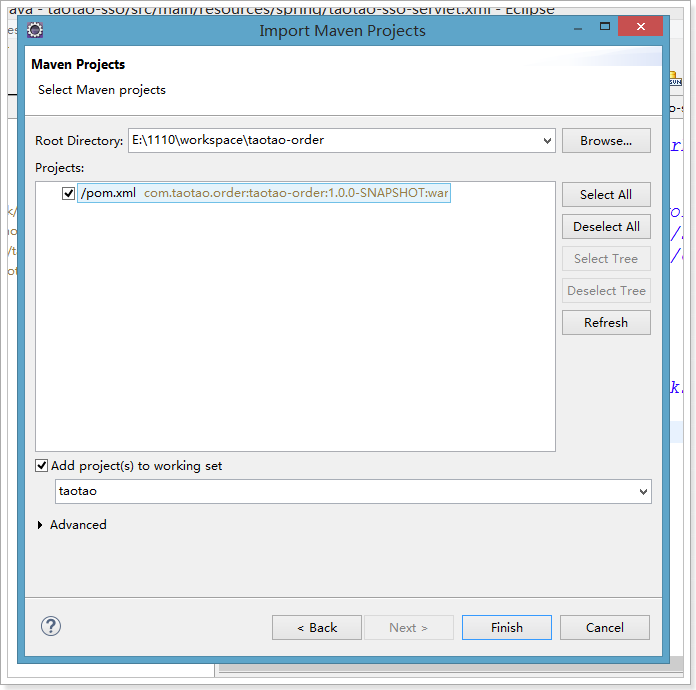 ava - taotao-sso/src/main/resources/spring/taotao-sso-servlet.xml - Eclipse
Import Maven Projects
Maven Projects
Select Maven projects
Root Directory: E:\1110\workspace\taotao-order Browse...
Projects:
/pom.xml com.taotao.order:taotao-order:1.0.0-SNAPSHOT:war
Select All
Deselect All
Select Tree
Deselect Tree
Refresh
Add project(s) to working set
taotao
Advanced
? < Back Next > Finish Cancel